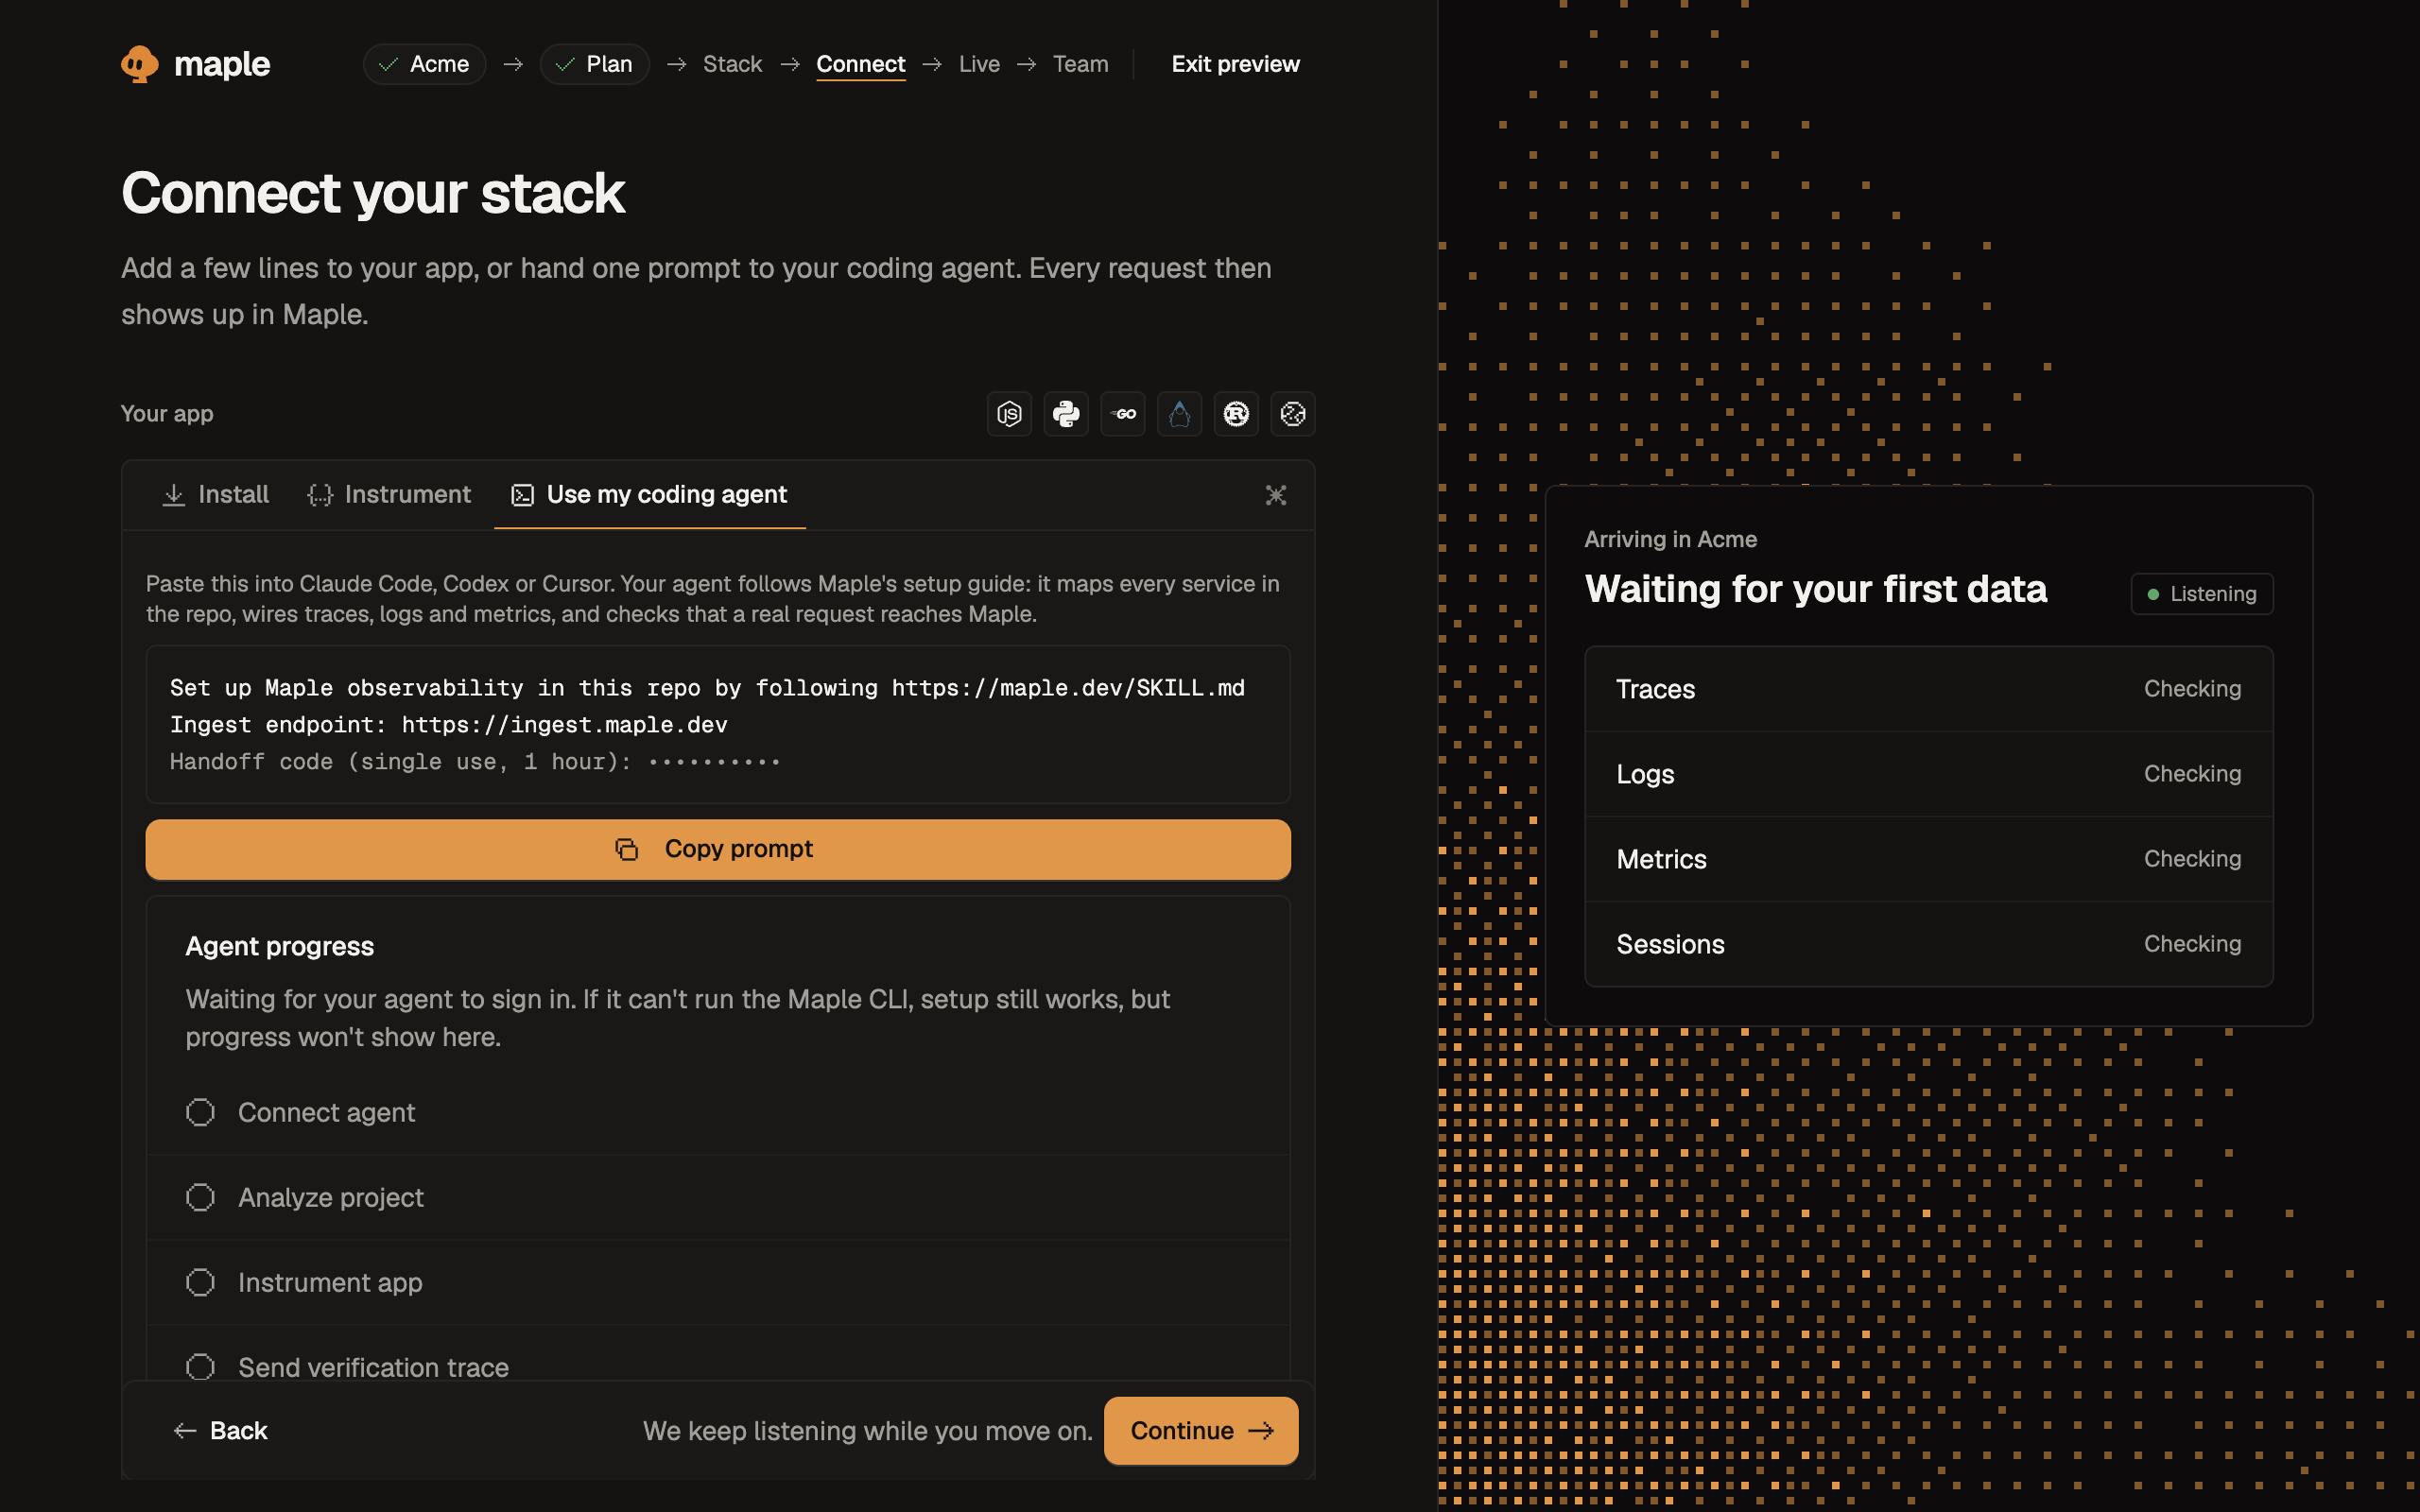 maple
Acme → Plan → Stack → Connect → Live → Team
Exit preview
Connect your stack
Add a few lines to your app, or hand one prompt to your coding agent. Every request then
shows up in Maple.
Your app
JS
GO
R
Install
Instrument
Use my coding agent
Paste this into Claude Code, Codex or Cursor. Your agent follows Maple's setup guide: it maps every service in
the repo, wires traces, logs and metrics, and checks that a real request reaches Maple.
Set up Maple observability in this repo by following https://maple.dev/SKILL.md
Ingest endpoint: https://ingest.maple.dev
Handoff code (single use, 1 hour): ••••••••••
Copy prompt
Agent progress
Waiting for your agent to sign in. If it can't run the Maple CLI, setup still works, but
progress won't show here.
Connect agent
Analyze project
Instrument app
Send verification trace
← Back
We keep listening while you move on.
Continue →
Arriving in Acme
Waiting for your first data
Listening
Traces Checking
Logs Checking
Metrics Checking
Sessions Checking